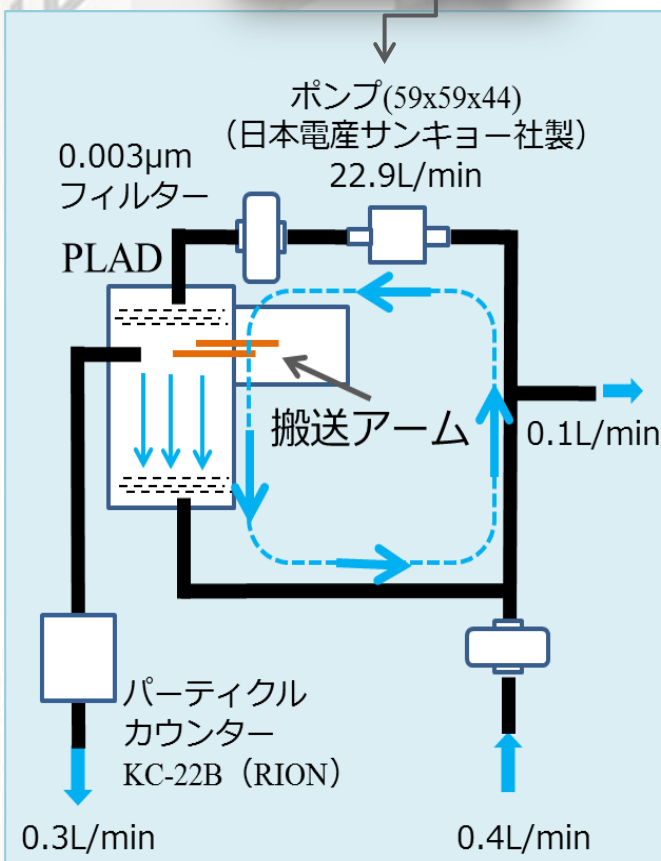 ポンプ(59x59x44)
（日本電産サンキョー社製）
22.9L/min
0.003μm
フィルター
PLAD
搬送アーム
0.1L/min
パーティクル
カウンター
KC-22B（RION）
0.3L/min
0.4L/min